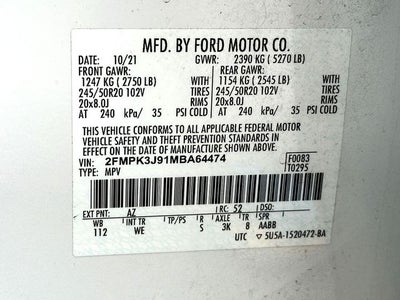 MFD. BY FORD MOTOR CO.
DATE: 10/21 GVWR: 2390 KG ( 5270 LB)
FRONT GAWR: REAR GAWR:
1247 KG ( 2750 LB) 1154 KG ( 2545 LB)
245/50R20 102V TIRES 245/50R20 102V TIRES
20x8.0J RIMS 20x8.0J RIMS
AT 240 kPa/ 35 PSI COLD AT 240 kPa/ 35 PSI COLD
THIS VEHICLE CONFORMS TO ALL APPLICABLE FEDERAL MOTOR
VEHICLE SAFETY AND THEFT PREVENTION STANDARDS IN
EFFECT ON THE DATE OF MANUFACTURE SHOWN ABOVE.
VIN: 2FMPK3J91MBA64474 F0083
TYPE: MPV T0295
EXT PNT: AZ RC: 52 DSO:
WB INT TR TP/PS R AX TR SPR
112 WE S 3K 8 AABB
UTC 5U5A-1520472-BA